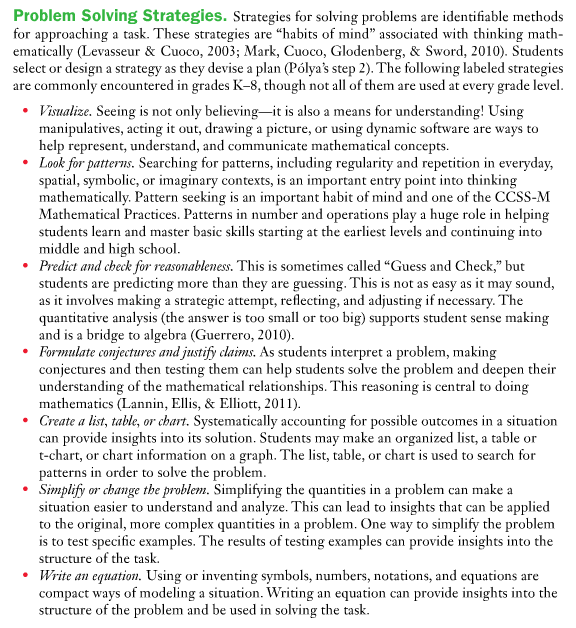 Problem Solving Strategies. Strategies for solving problems are identifiable methods
for approaching a task. These strategies are “habits of mind” associated with thinking math-
ematically (Levasseur & Cuoco, 2003; Mark, Cuoco, Glodenberg, & Sword, 2010). Students
select or design a strategy as they devise a plan (Pólya’s step 2). The following labeled strategies
are commonly encountered in grades K–8, though not all of them are used at every grade level.
• Visualize. Seeing is not only believing—it is also a means for understanding! Using
manipulatives, acting it out, drawing a picture, or using dynamic software are ways to
help represent, understand, and communicate mathematical concepts.
• Look for patterns. Searching for patterns, including regularity and repetition in everyday,
spatial, symbolic, or imaginary contexts, is an important entry point into thinking
mathematically. Pattern seeking is an important habit of mind and one of the CCSS-M
Mathematical Practices. Patterns in number and operations play a huge role in helping
students learn and master basic skills starting at the earliest levels and continuing into
middle and high school.
• Predict and check for reasonableness. This is sometimes called “Guess and Check,” but
students are predicting more than they are guessing. This is not as easy as it may sound,
as it involves making a strategic attempt, reflecting, and adjusting if necessary. The
quantitative analysis (the answer is too small or too big) supports student sense making
and is a bridge to algebra (Guerrero, 2010).
• Formulate conjectures and justify claims. As students interpret a problem, making
conjectures and then testing them can help students solve the problem and deepen their
understanding of the mathematical relationships. This reasoning is central to doing
mathematics (Lannin, Ellis, & Elliott, 2011).
• Create a list, table, or chart. Systematically accounting for possible outcomes in a situation
can provide insights into its solution. Students may make an organized list, a table or
t-chart, or chart information on a graph. The list, table, or chart is used to search for
patterns in order to solve the problem.
• Simplify or change the problem. Simplifying the quantities in a problem can make a
situation easier to understand and analyze. This can lead to insights that can be applied
to the original, more complex quantities in a problem. One way to simplify the problem
is to test specific examples. The results of testing examples can provide insights into the
structure of the task.
• Write an equation. Using or inventing symbols, numbers, notations, and equations are
compact ways of modeling a situation. Writing an equation can provide insights into the
structure of the problem and be used in solving the task.